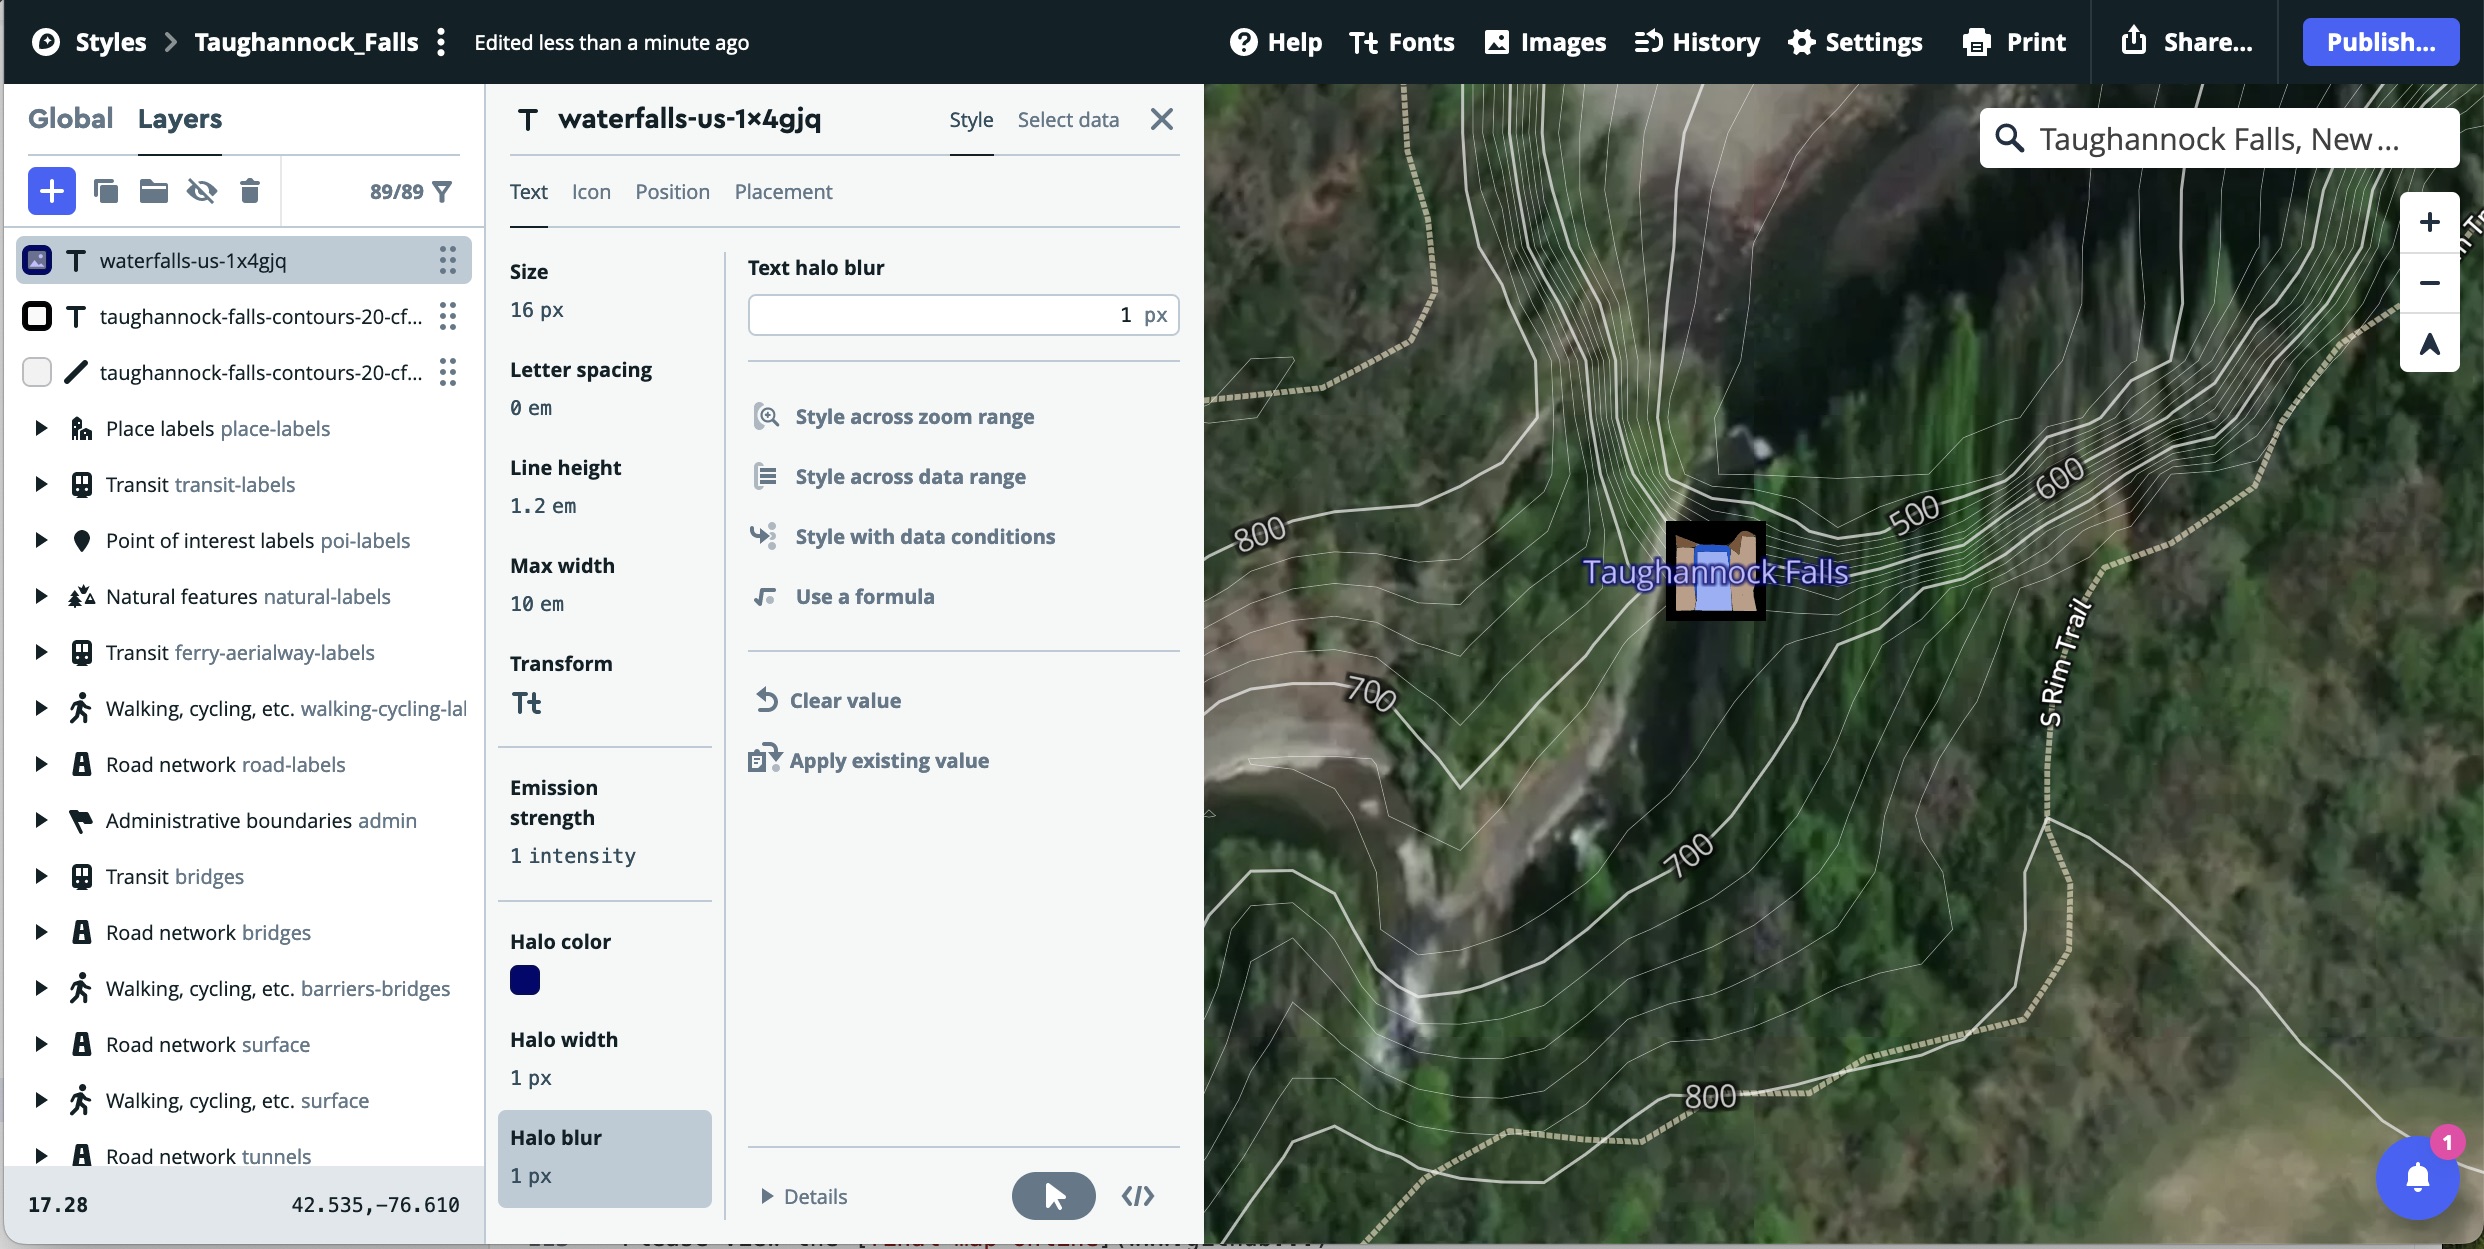 Styles Taughannock_Falls Edited less than a minute ago Help Fonts Images History Settings Print Share... Publish...
Global Layers
89/89
waterfalls-us-1x4gjq
taughannock-falls-contours-20-cf...
taughannock-falls-contours-20-cf...
Place labels place-labels
Transit transit-labels
Point of interest labels poi-labels
Natural features natural-labels
Transit ferry-aerialway-labels
Walking, cycling, etc. walking-cycling-lal
Road network road-labels
Administrative boundaries admin
Transit bridges
Road network bridges
Walking, cycling, etc. barriers-bridges
Road network surface
Walking, cycling, etc. surface
Road network tunnels
17.28 42.535,-76.610
waterfalls-us-1x4gjq Style Select data
Text Icon Position Placement
Size
16 px
Letter spacing
0 em
Line height
1.2 em
Max width
10 em
Transform
Tt
Emission
strength
1 intensity
Halo color
Halo width
1 px
Halo blur
1 px
Text halo blur
1 px
Style across zoom range
Style across data range
Style with data conditions
Use a formula
Clear value
Apply existing value
Details
Taughannock Falls, New ...
800
500
600
Taughannock Falls
S Rim Trail
700
700
800
1